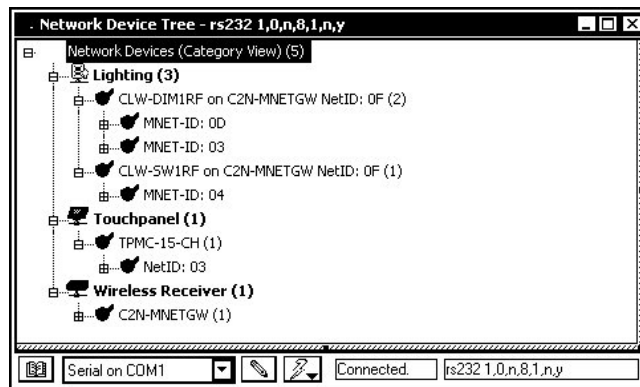 . Network Device Tree - rs232 1,0,n,8,1,n,y
Network Devices (Category View) (5)
Lighting (3)
CLW-DIM1RF on C2N-MNETGW NetID: 0F (2)
MNET-ID: 0D
MNET-ID: 03
CLW-SW1RF on C2N-MNETGW NetID: 0F (1)
MNET-ID: 04
Touchpanel (1)
TPMC-15-CH (1)
NetID: 03
Wireless Receiver (1)
C2N-MNETGW (1)
Serial on COM1 Connected. rs232 1,0,n,8,1,n,y